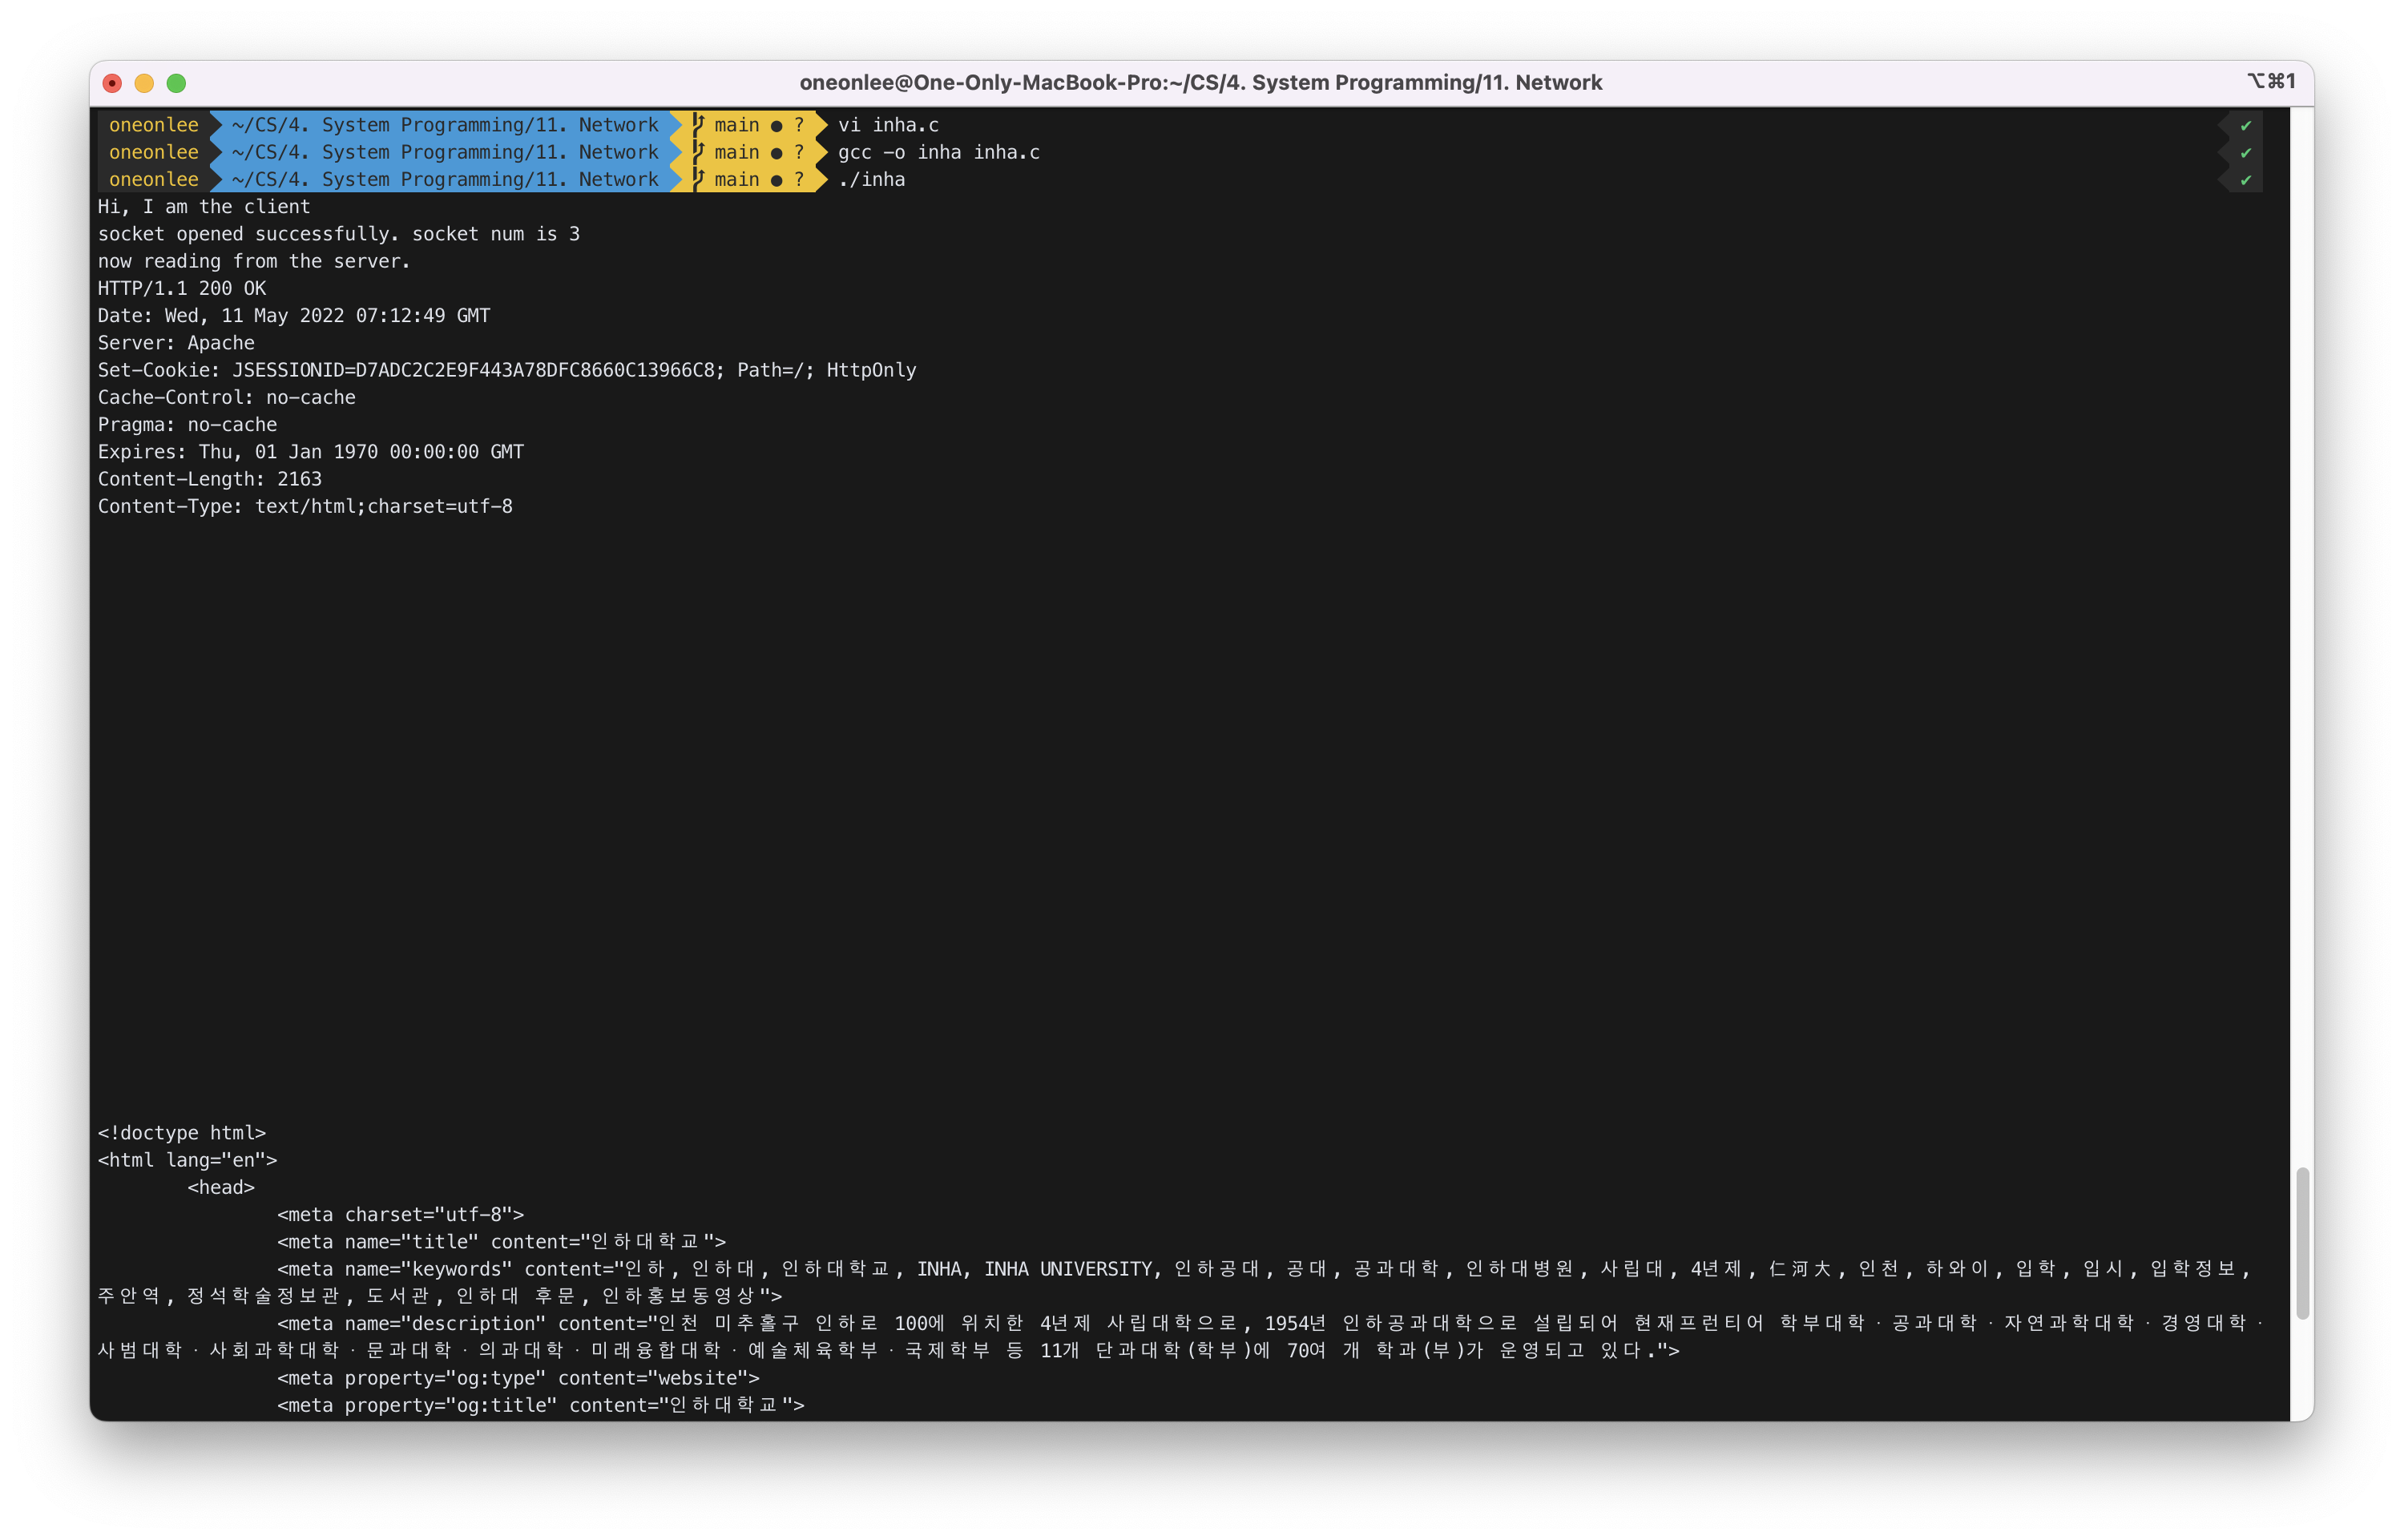 oneonlee@One-Only-MacBook-Pro:~/CS/4. System Programming/11. Network ⌥⌘1
oneonlee ~/CS/4. System Programming/11. Network main ● ? vi inha.c ✔
oneonlee ~/CS/4. System Programming/11. Network main ● ? gcc -o inha inha.c ✔
oneonlee ~/CS/4. System Programming/11. Network main ● ? ./inha ✔
Hi, I am the client
socket opened successfully. socket num is 3
now reading from the server.
HTTP/1.1 200 OK
Date: Wed, 11 May 2022 07:12:49 GMT
Server: Apache
Set-Cookie: JSESSIONID=D7ADC2C2E9F443A78DFC8660C13966C8; Path=/; HttpOnly
Cache-Control: no-cache
Pragma: no-cache
Expires: Thu, 01 Jan 1970 00:00:00 GMT
Content-Length: 2163
Content-Type: text/html;charset=utf-8
<!doctype html>
<html lang="en">
<head>
<meta charset="utf-8">
<meta name="title" content="인하대학교">
<meta name="keywords" content="인하, 인하대, 인하대학교, INHA, INHA UNIVERSITY, 인하공대, 공대, 공과대학, 인하대병원, 사립대, 4년제, 仁河大, 인천, 하와이, 입학, 입시, 입학정보,
주안역, 정석학술정보관, 도서관, 인하대 후문, 인하홍보동영상">
<meta name="description" content="인천 미추홀구 인하로 100에 위치한 4년제 사립대학으로, 1954년 인하공과대학으로 설립되어 현재프런티어 학부대학·공과대학·자연과학대학·경영대학·
사범대학·사회과학대학·문과대학·의과대학·미래융합대학·예술체육학부·국제학부 등 11개 단과대학(학부)에 70여 개 학과(부)가 운영되고 있다.">
<meta property="og:type" content="website">
<meta property="og:title" content="인하대학교">